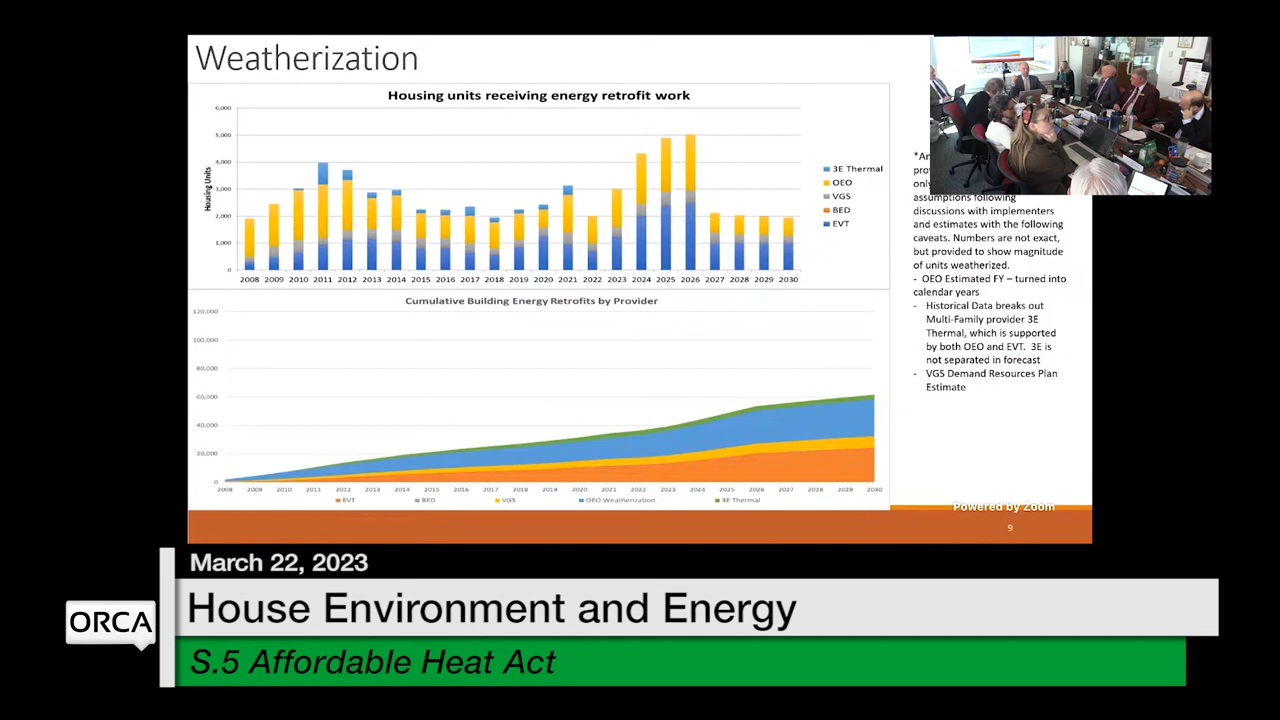 Weatherization
Housing units receiving energy retrofit work
6,000
5,000
4,000
3,000
2,000
1,000
0
Housing Units
2008 2009 2010 2011 2012 2013 2014 2015 2016 2017 2018 2019 2020 2021 2022 2023 2024 2025 2026 2027 2028 2029 2030
3E Thermal
OEO
VGS
BED
EVT
Cumulative Building Energy Retrofits by Provider
120,000
100,000
80,000
60,000
40,000
20,000
0
2008 2009 2010 2011 2012 2013 2014 2015 2016 2017 2018 2019 2020 2021 2022 2023 2024 2025 2026 2027 2028 2029 2030
EVT BED VGS OEO Weatherization 3E Thermal
assumptions following
discussions with implementers
and estimates with the following
caveats. Numbers are not exact,
but provided to show magnitude
of units weatherized.
- OEO Estimated FY – turned into
calendar years
- Historical Data breaks out
Multi-Family provider 3E
Thermal, which is supported
by both OEO and EVT. 3E is
not separated in forecast
- VGS Demand Resources Plan
Estimate
Powered by Zoom
9
March 22, 2023
ORCA
House Environment and Energy
S.5 Affordable Heat Act